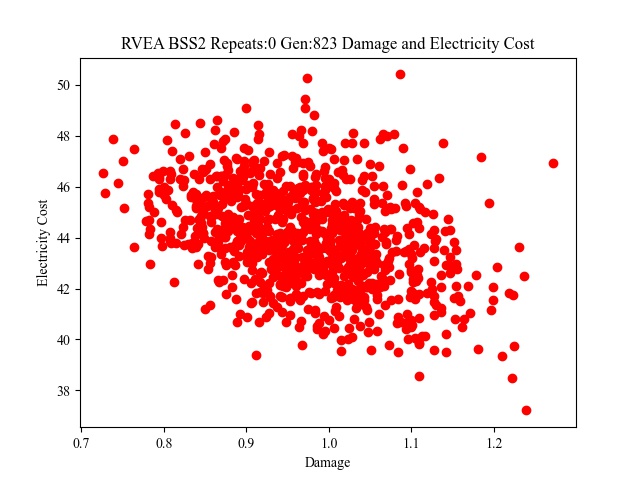 RVEA BSS2 Repeats:0 Gen:823 Damage and Electricity Cost
50
48
46
44
42
40
38
Electricity Cost
0.7 0.8 0.9 1.0 1.1 1.2
Damage